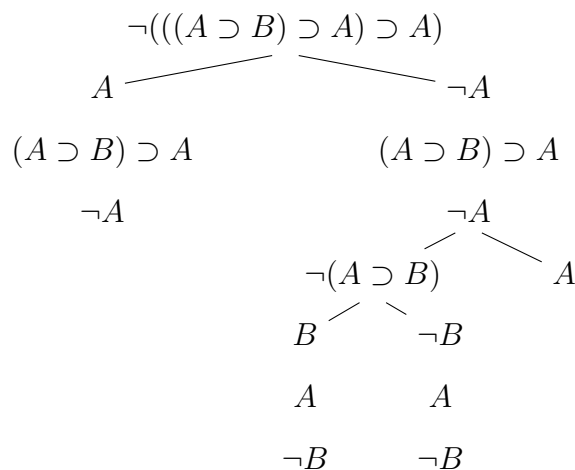 ¬(((A ⊃ B) ⊃ A) ⊃ A)
A ¬A
(A ⊃ B) ⊃ A (A ⊃ B) ⊃ A
¬A ¬A
¬(A ⊃ B) A
B ¬B
A A
¬B ¬B